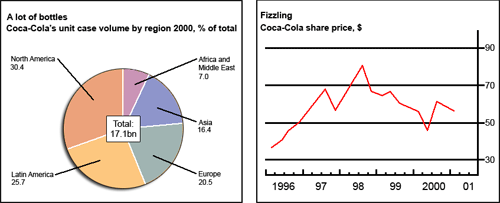 A lot of bottles
Coca-Cola's unit case volume by region 2000, % of total
North America
30.4
Africa and
Middle East
7.0
Asia
16.4
Total:
17.1bn
Latin America
25.7
Europe
20.5
Fizzling
Coca-Cola share price, $
90
70
50
30
1996 97 98 99 2000 01